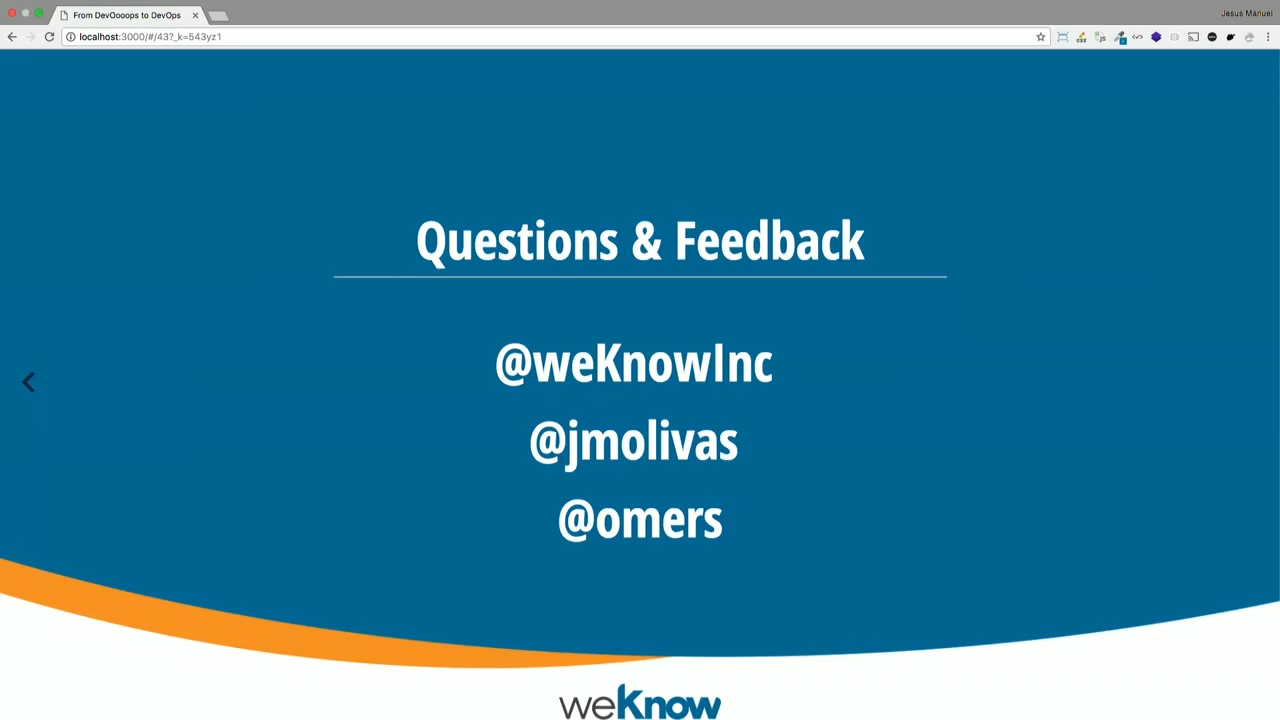 From DevOooops to DevOps
Jesus Manuel
localhost:3000/#/43?_k=543yz1
Questions & Feedback
@weKnowInc
@jmolivas
@omers
weKnow